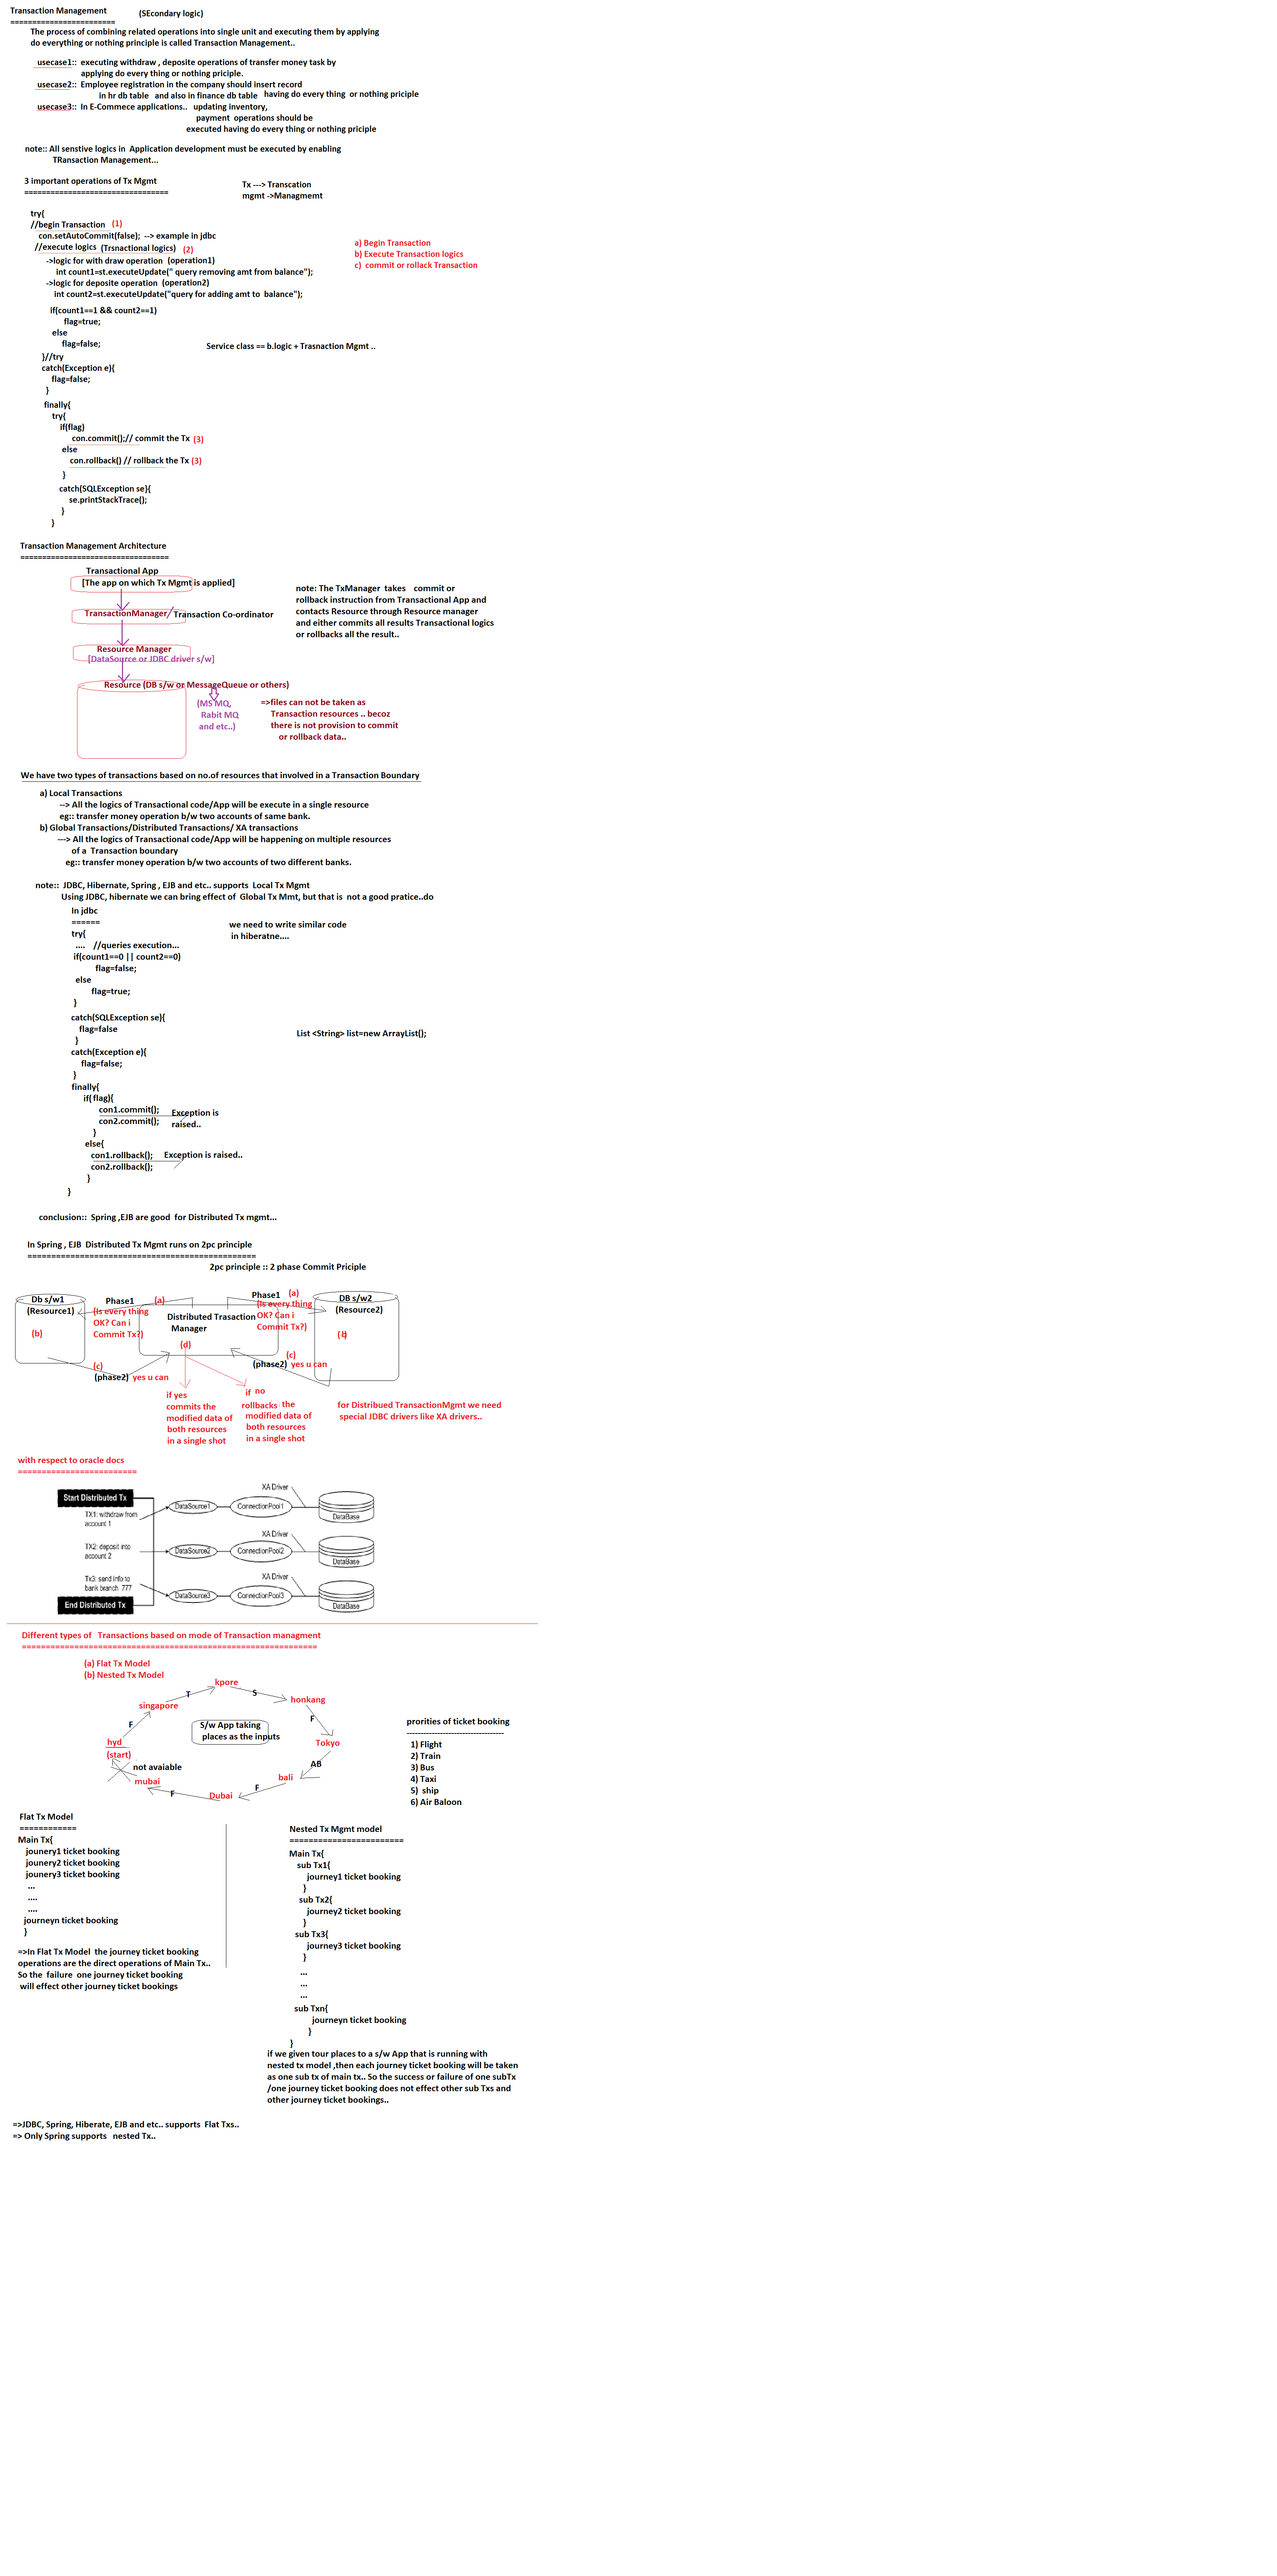 Transaction Management (SEcondary logic)
========================
The process of combining related operations into single unit and executing them by applying
do everything or nothing principle is called Transaction Management..
usecase1:: executing withdraw , deposite operations of transfer money task by
applying do every thing or nothing priciple.
usecase2:: Employee registration in the company should insert record
in hr db table and also in finance db table having do every thing or nothing priciple
usecase3:: In E-Commece applications.. updating inventory,
payment operations should be
executed having do every thing or nothing priciple
note:: All senstive logics in Application development must be executed by enabling
TRansaction Management...
3 important operations of Tx Mgmt
=================================
Tx ---> Transcation
mgmt ->Managmemt
try{
//begin Transaction (1)
con.setAutoCommit(false); --> example in jdbc
//execute logics (Trsnactional logics) (2)
->logic for with draw operation (operation1)
int count1=st.executeUpdate(" query removing amt from balance");
->logic for deposite operation (operation2)
int count2=st.executeUpdate("query for adding amt to balance");
a) Begin Transaction
b) Execute Transaction logics
c) commit or rollack Transaction
if(count1==1 && count2==1)
flag=true;
else
flag=false;
Service class == b.logic + Trasnaction Mgmt ..
}//try
catch(Exception e){
flag=false;
}
finally{
try{
if(flag)
con.commit();// commit the Tx (3)
else
con.rollback() // rollback the Tx (3)
}
catch(SQLException se){
se.printStackTrace();
}
}
Transaction Management Architecture
==================================
Transactional App
[The app on which Tx Mgmt is applied]
TransactionManager/Transaction Co-ordinator
Resource Manager
[DataSource or JDBC driver s/w]
Resource (DB s/w or MessageQueue or others)
(MS MQ,
Rabit MQ
and etc..)
note: The TxManager takes commit or
rollback instruction from Transactional App and
contacts Resource through Resource manager
and either commits all results Transactional logics
or rollbacks all the result..
=>files can not be taken as
Transaction resources .. becoz
there is not provision to commit
or rollback data..
We have two types of transactions based on no.of resources that involved in a Transaction Boundary
a) Local Transactions
--> All the logics of Transactional code/App will be execute in a single resource
eg:: transfer money operation b/w two accounts of same bank.
b) Global Transactions/Distributed Transactions/ XA transactions
---> All the logics of Transactional code/App will be happening on multiple resources
of a Transaction boundary
eg:: transfer money operation b/w two accounts of two different banks.
note:: JDBC, Hibernate, Spring , EJB and etc.. supports Local Tx Mgmt
Using JDBC, hibernate we can bring effect of Global Tx Mmt, but that is not a good pratice..do
In jdbc
======
try{
.... //queries execution...
if(count1==0 || count2==0)
flag=false;
else
flag=true;
}
we need to write similar code
in hiberatne....
catch(SQLException se){
flag=false
}
catch(Exception e){
flag=false;
}
List <String> list=new ArrayList();
finally{
if( flag){
con1.commit();
con2.commit();
Exception is
raised..
}
else{
con1.rollback(); Exception is raised..
con2.rollback();
}
}
conclusion:: Spring ,EJB are good for Distributed Tx mgmt...
In Spring , EJB Distributed Tx Mgmt runs on 2pc principle
================================================
2pc principle :: 2 phase Commit Priciple
Db s/w1
(Resource1)
(b)
Phase1 (a)
(Is every thing
OK? Can i
Commit Tx?)
(c)
(phase2) yes u can
Distributed Trasaction
Manager
(d)
Phase1 (a)
(Is every thing
OK? Can i
Commit Tx?)
(c)
(phase2) yes u can
DB s/w2
(Resource2)
(b)
if yes
commits the
modified data of
both resources
in a single shot
if no
rollbacks the
modified data of
both resources
in a single shot
for Distribued TransactionMgmt we need
special JDBC drivers like XA drivers..
with respect to oracle docs
=========================
Start Distributed Tx
TX1: withdraw from
account 1
DataSource1
ConnectionPool1
XA Driver
DataBase
TX2: deposit into
account 2
DataSource2
ConnectionPool2
XA Driver
DataBase
Tx3: send info to
bank branch 777
DataSource3
ConnectionPool3
XA Driver
DataBase
End Distributed Tx
Different types of Transactions based on mode of Transaction managment
==============================================================
(a) Flat Tx Model
(b) Nested Tx Model
kpore
T
S
singapore
honkang
F
F
S/w App taking
places as the inputs
hyd
(start)
Tokyo
not avaiable
AB
mubai
bali
F
F
Dubai
prorities of ticket booking
----------------------------------
1) Flight
2) Train
3) Bus
4) Taxi
5) ship
6) Air Baloon
Flat Tx Model
============
Main Tx{
jounery1 ticket booking
jounery2 ticket booking
jounery3 ticket booking
...
....
....
journeyn ticket booking
}
=>In Flat Tx Model the journey ticket booking
operations are the direct operations of Main Tx..
So the failure one journey ticket booking
will effect other journey ticket bookings
Nested Tx Mgmt model
========================
Main Tx{
sub Tx1{
journey1 ticket booking
}
sub Tx2{
journey2 ticket booking
}
sub Tx3{
journey3 ticket booking
}
...
...
...
sub Txn{
journeyn ticket booking
}
}
if we given tour places to a s/w App that is running with
nested tx model ,then each journey ticket booking will be taken
as one sub tx of main tx.. So the success or failure of one subTx
/one journey ticket booking does not effect other sub Txs and
other journey ticket bookings..
=>JDBC, Spring, Hiberate, EJB and etc.. supports Flat Txs..
=> Only Spring supports nested Tx..